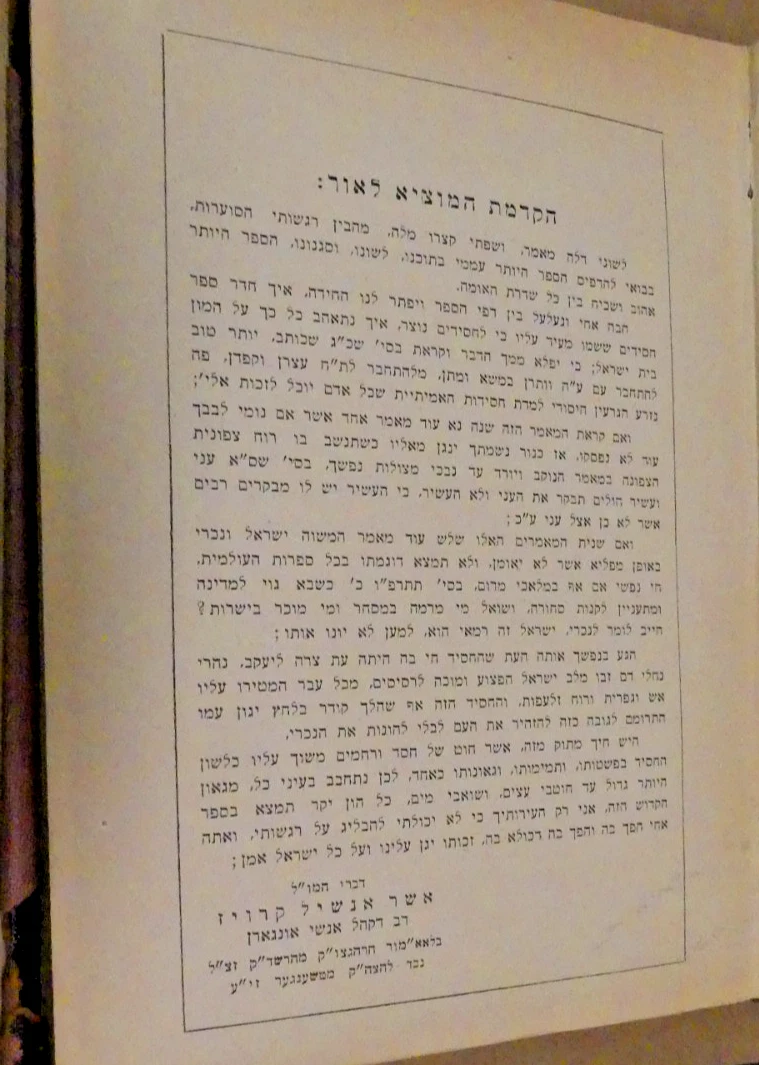 הקדמת המוציא לאור:
לשוני דלה מאמר, ושפתי קצרו מלה, מהבין רגשותי הסוערות,
בבואי להדפיס הספר היותר עממי בתוכנו, לשונו, וסגנונו, הספר היותר
אהוב ושכיח בין כל שדרת האומה.
הבה אחי ונעלעל בין דפי הספר ויפתר לנו החידה, איך חדר ספר
חסידים ששמו מעיד עליו כי לחסידים נוצר, איך נתאהב כל כך על המון
בית ישראל; כי יפלא ממך הדבר וקראת בסי׳ שכ״ג שכותב, יותר טוב
להתחבר עם ע״ה וותרן במשא ומתן, מלהתחבר לת״ח עצרן וקפדן, פה
נזרע הגרעין היסודי למדת חסידות האמיתיית שכל אדם יוכל לזכות אלי׳;
ואם קראת המאמר הזה שנה נא עוד מאמר אחד אשר אם נומי לבבך
עוד לא נפסקו, אז כנור נשמתך ינגן מאליו כשתנשב בו רוח צפונית
הצפונה במאמר הנוקב ויורד עד נבכי מצולות נפשך, בסי׳ שס״א עני
ועשיר חולים תבקר את העני ולא העשיר, כי העשיר יש לו מבקרים רבים
אשר לא כן אצל עני ע״כ;
ואם שנית המאמרים האלו שלש עוד מאמר המשוה ישראל ונכרי
באופן מפליא אשר לא יאומן, ולא תמצא דוגמתו בכל ספרות העולמית,
חי נפשי אם אף במלאכי מרום, בסי׳ תתרפ״ו כ׳ כשבא גוי למדינה
ומתעניין לקנות סחורה, ושואל מי מרמה במסחר ומי מוכר בישרות?
חייב לומר לנכרי, ישראל זה רמאי הוא, למען לא יונו אותו;
הגע בנפשך אותה העת שהחסיד חי בה היתה עת צרה ליעקב, נהרי
נחלי דם זבו מלב ישראל הפצוע ומוכה לרסיסים, מכל עבר המטירו עליו
אש וגפרית ורוח זלעפות, והחסיד הזה אף שהלך קודר בלחץ יגון עמו
התרומם לגובה כזה להזהיר את העם לבלי להונות את הנכרי,
היש חיך מתוק מזה, אשר חוט של חסד ורחמים משוך עליו כלשון
החסיד בפשטותו, ותמימותו, וגאונותו כאחד, לכן נתחבב בעיני כל, מגאון
היותר גדול עד חוטבי עצים, ושואבי מים, כל הון יקר תמצא בספר
הקדוש הזה, אני רק העירותיך כי לא יכולתי להבליג על רגשותי, ואתה
אחי הפך בה והפך בה דכולא בה, זכותו יגן עלינו ועל כל ישראל אמן;
דברי המו״ל
אשר אנשיל קרויז
רב דקהל אנשי אונגארן
בלאא״מור הרהגצו״ק מהרשד״ק זצ״ל
נכד להצה״ק מטשענגער זי״ע